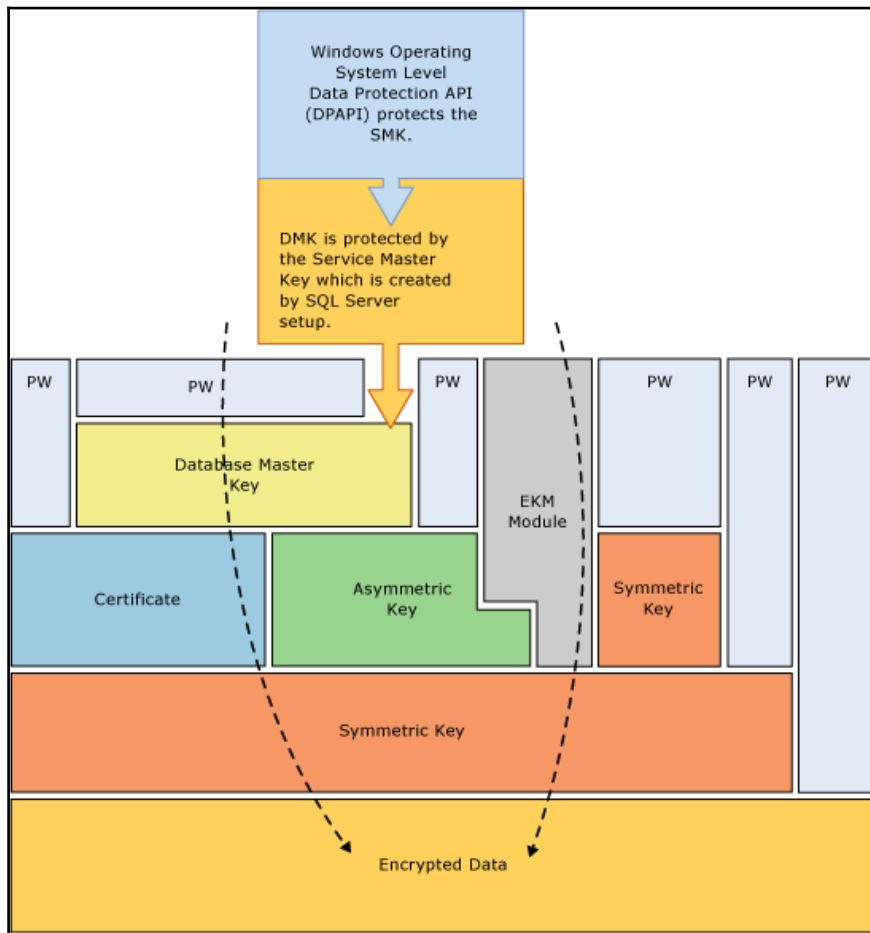 Windows Operating
System Level
Data Protection API
(DPAPI) protects the
SMK.
DMK is protected by
the Service Master
Key which is created
by SQL Server
setup.
PW
PW
PW
PW
PW
PW
Database Master
Key
EKM
Module
Certificate
Asymmetric
Key
Symmetric
Key
Symmetric Key
Encrypted Data